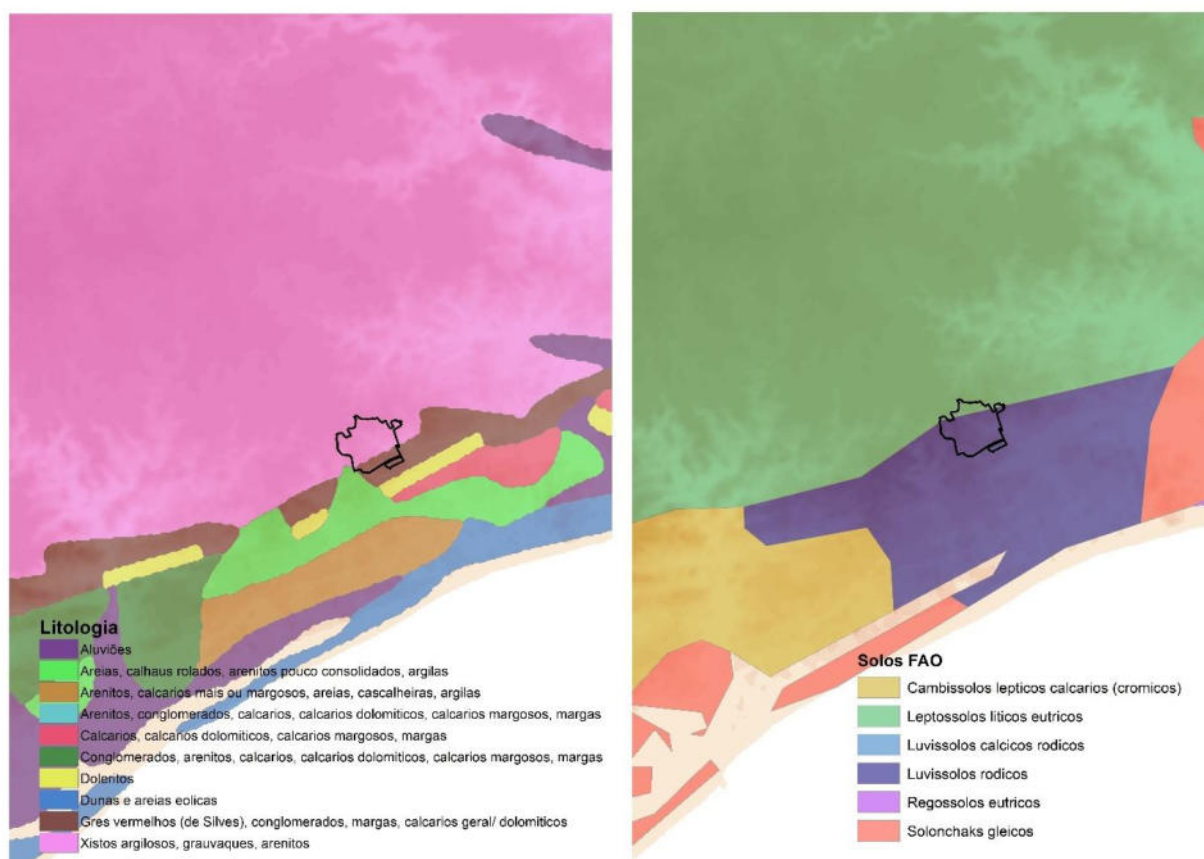 Litologia
Aluviões
Areias, calhaus rolados, arenitos pouco consolidados, argilas
Arenitos, calcarios mais ou margosos, areias, cascalheiras, argilas
Arenitos, conglomerados, calcarios, calcarios dolomiticos, calcarios margosos, margas
Calcarios, calcarios dolomiticos, calcarios margosos, margas
Conglomerados, arenitos, calcarios, calcarios dolomiticos, calcarios margosos, margas
Doleritos
Dunas e areias eolicas
Gres vermelhos (de Silves), conglomerados, margas, calcarios geral/ dolomiticos
Xistos argilosos, grauvaques, arenitos
Solos FAO
Cambissolos lepticos calcarios (cromicos)
Leptossolos liticos eutricos
Luvissolos calcicos rodicos
Luvissolos rodicos
Regossolos eutricos
Solonchaks gleicos